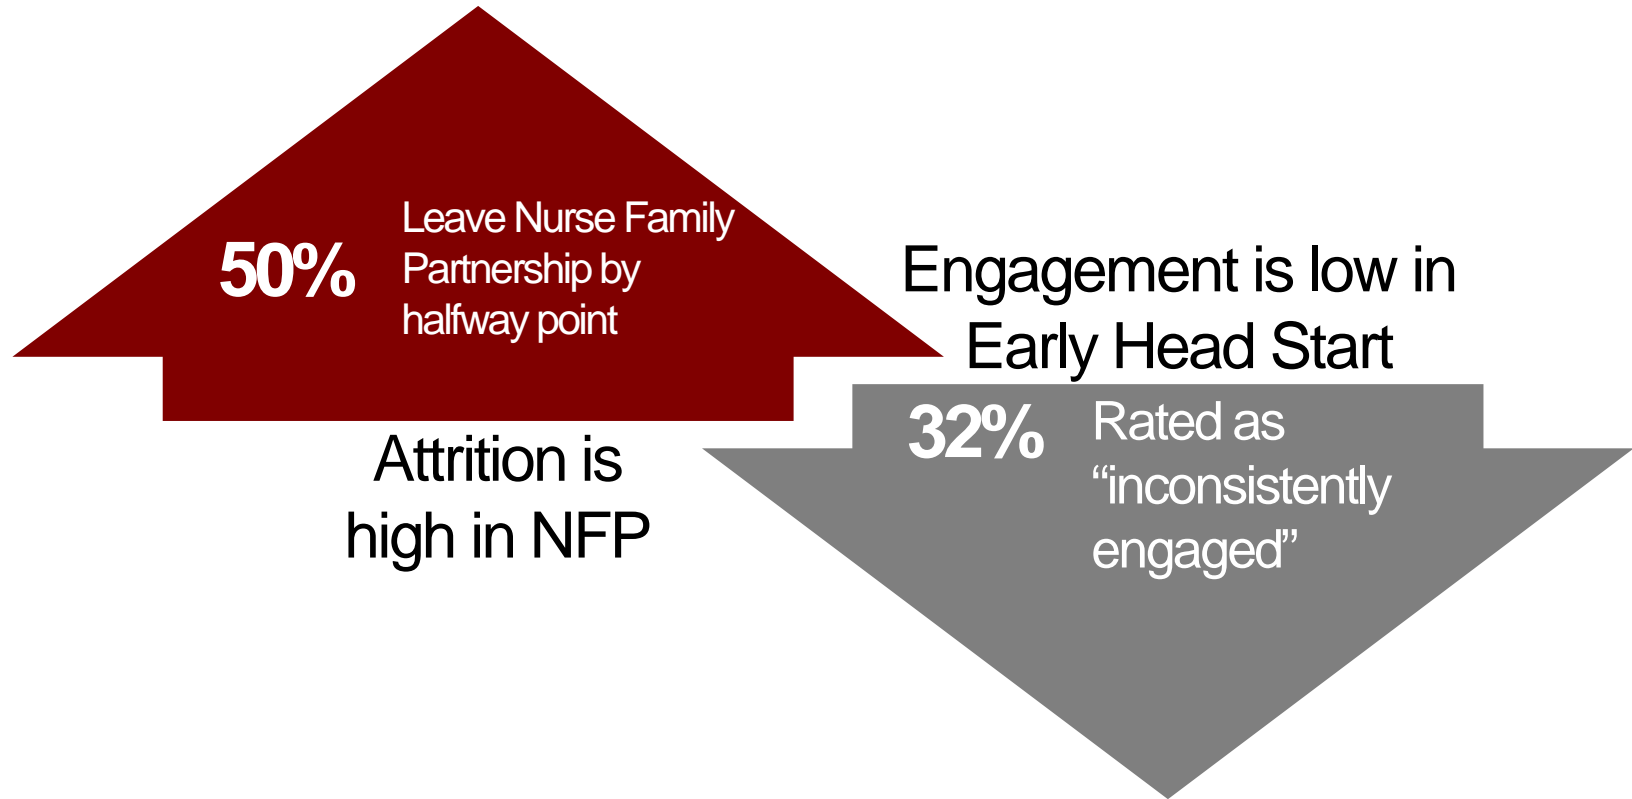 50%
Leave Nurse Family
Partnership by
halfway point
Attrition is
high in NFP
Engagement is low in
Early Head Start
32%
Rated as
“inconsistently
engaged”